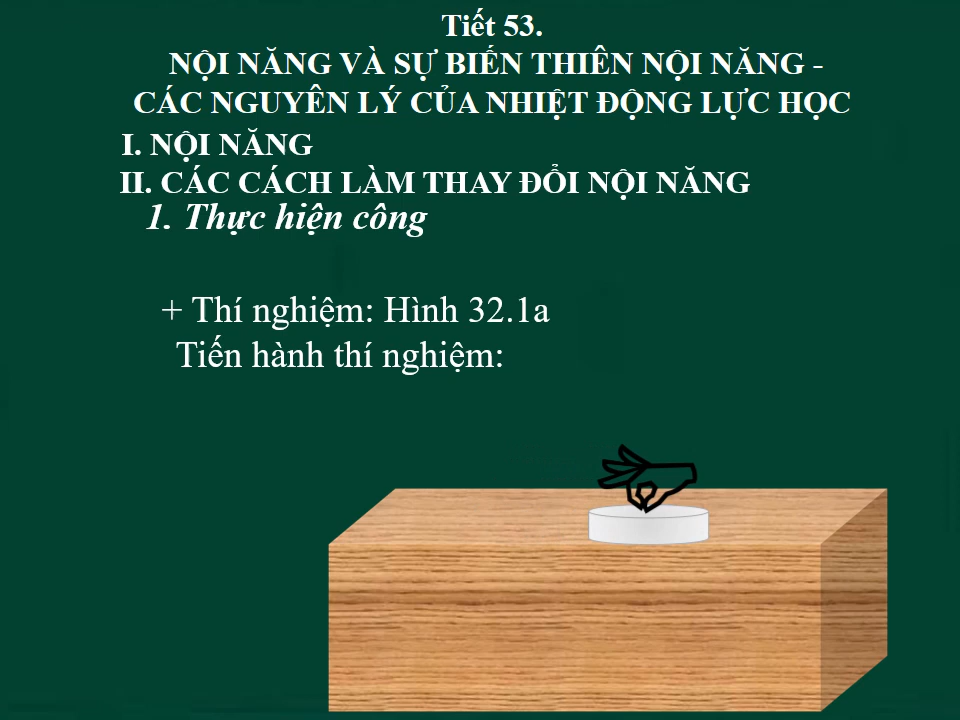 Tiết 53.
NỘI NĂNG VÀ SỰ BIẾN THIÊN NỘI NĂNG -
CÁC NGUYÊN LÝ CỦA NHIỆT ĐỘNG LỰC HỌC
I. NỘI NĂNG
II. CÁC CÁCH LÀM THAY ĐỔI NỘI NĂNG
1. Thực hiện công
+ Thí nghiệm: Hình 32.1a
Tiến hành thí nghiệm: